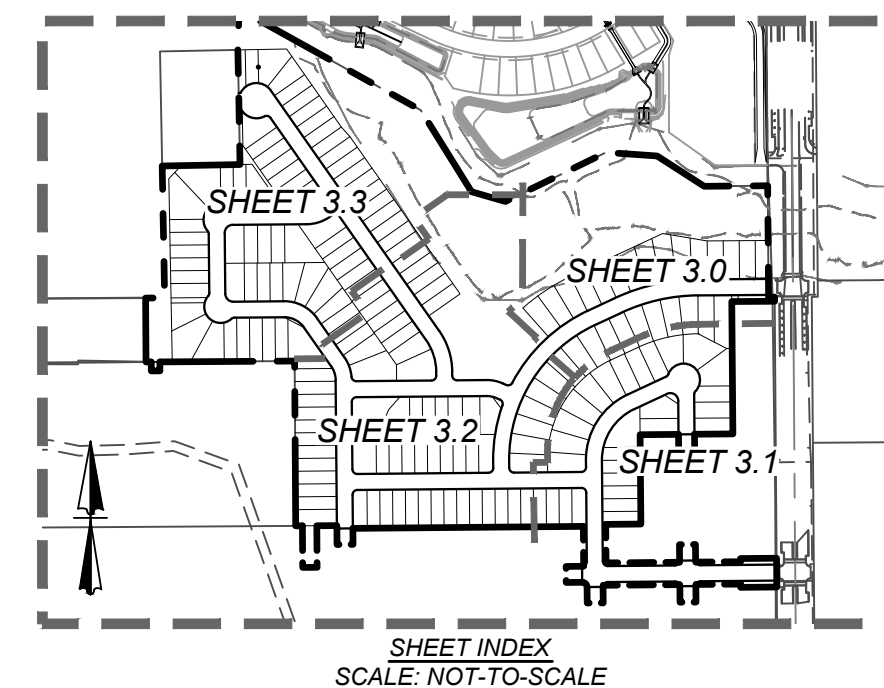 SHEET 3.3
SHEET 3.0
SHEET 3.2
SHEET 3.1
SHEET INDEX
SCALE: NOT-TO-SCALE